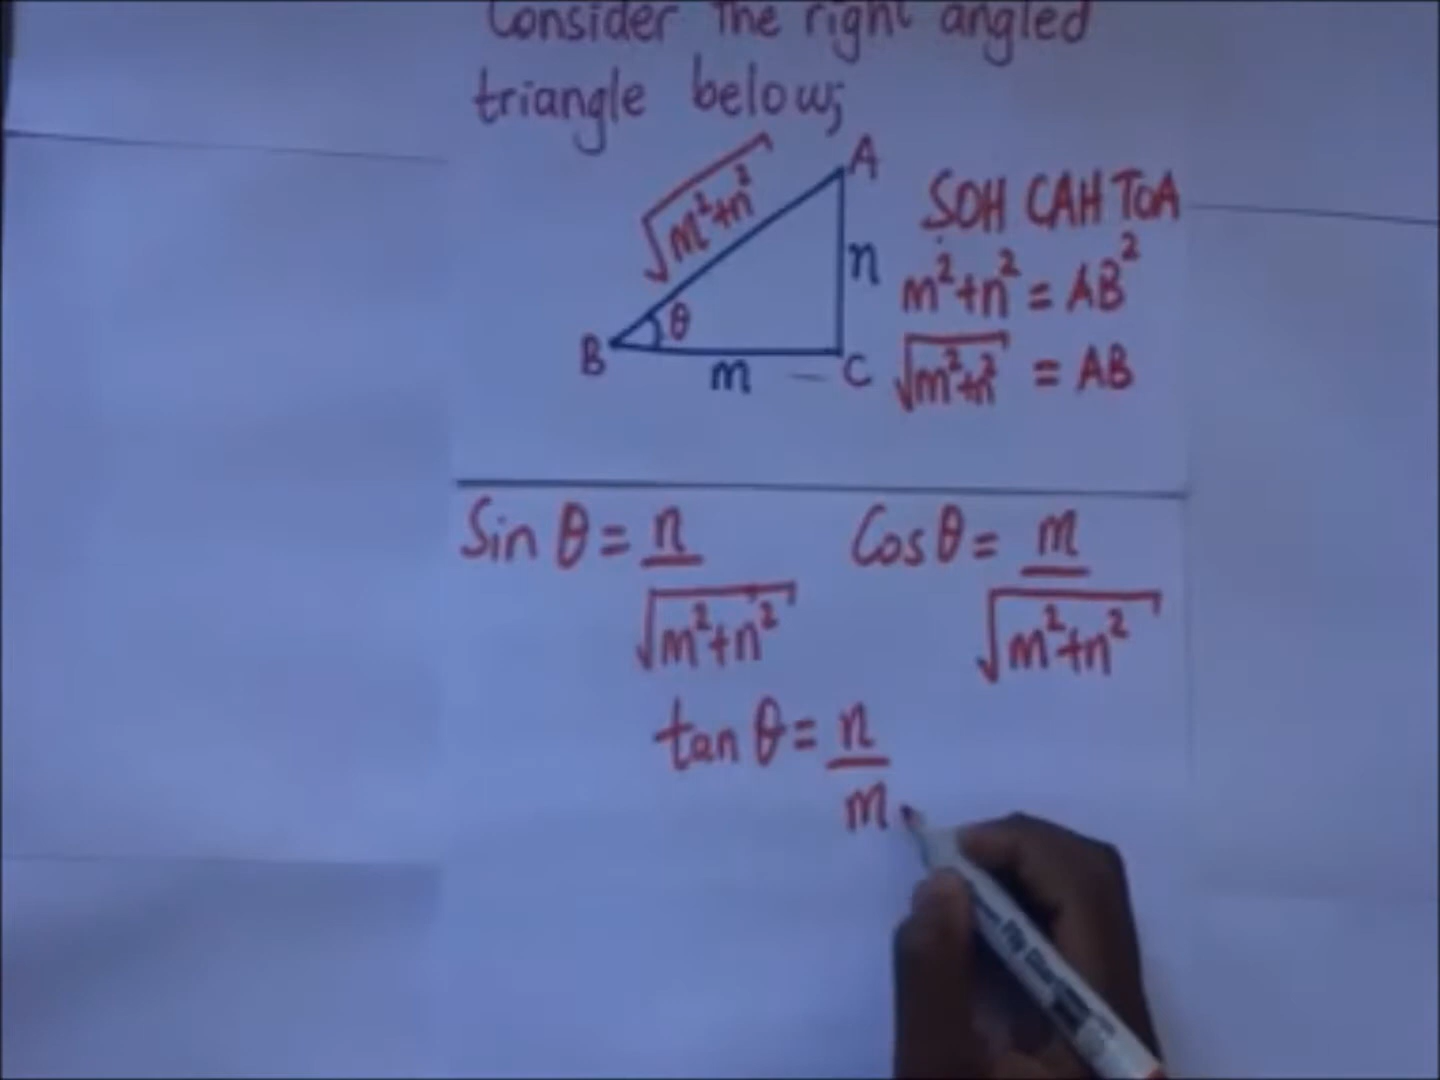 Consider the right angled
triangle below;
√m²+n²
A
SOH CAH TOA
n
m²+n² = AB²
θ
B
m
C
√m²+n² = AB
Sin θ = n/√m²+n²
Cos θ = m/√m²+n²
tan θ = n/m